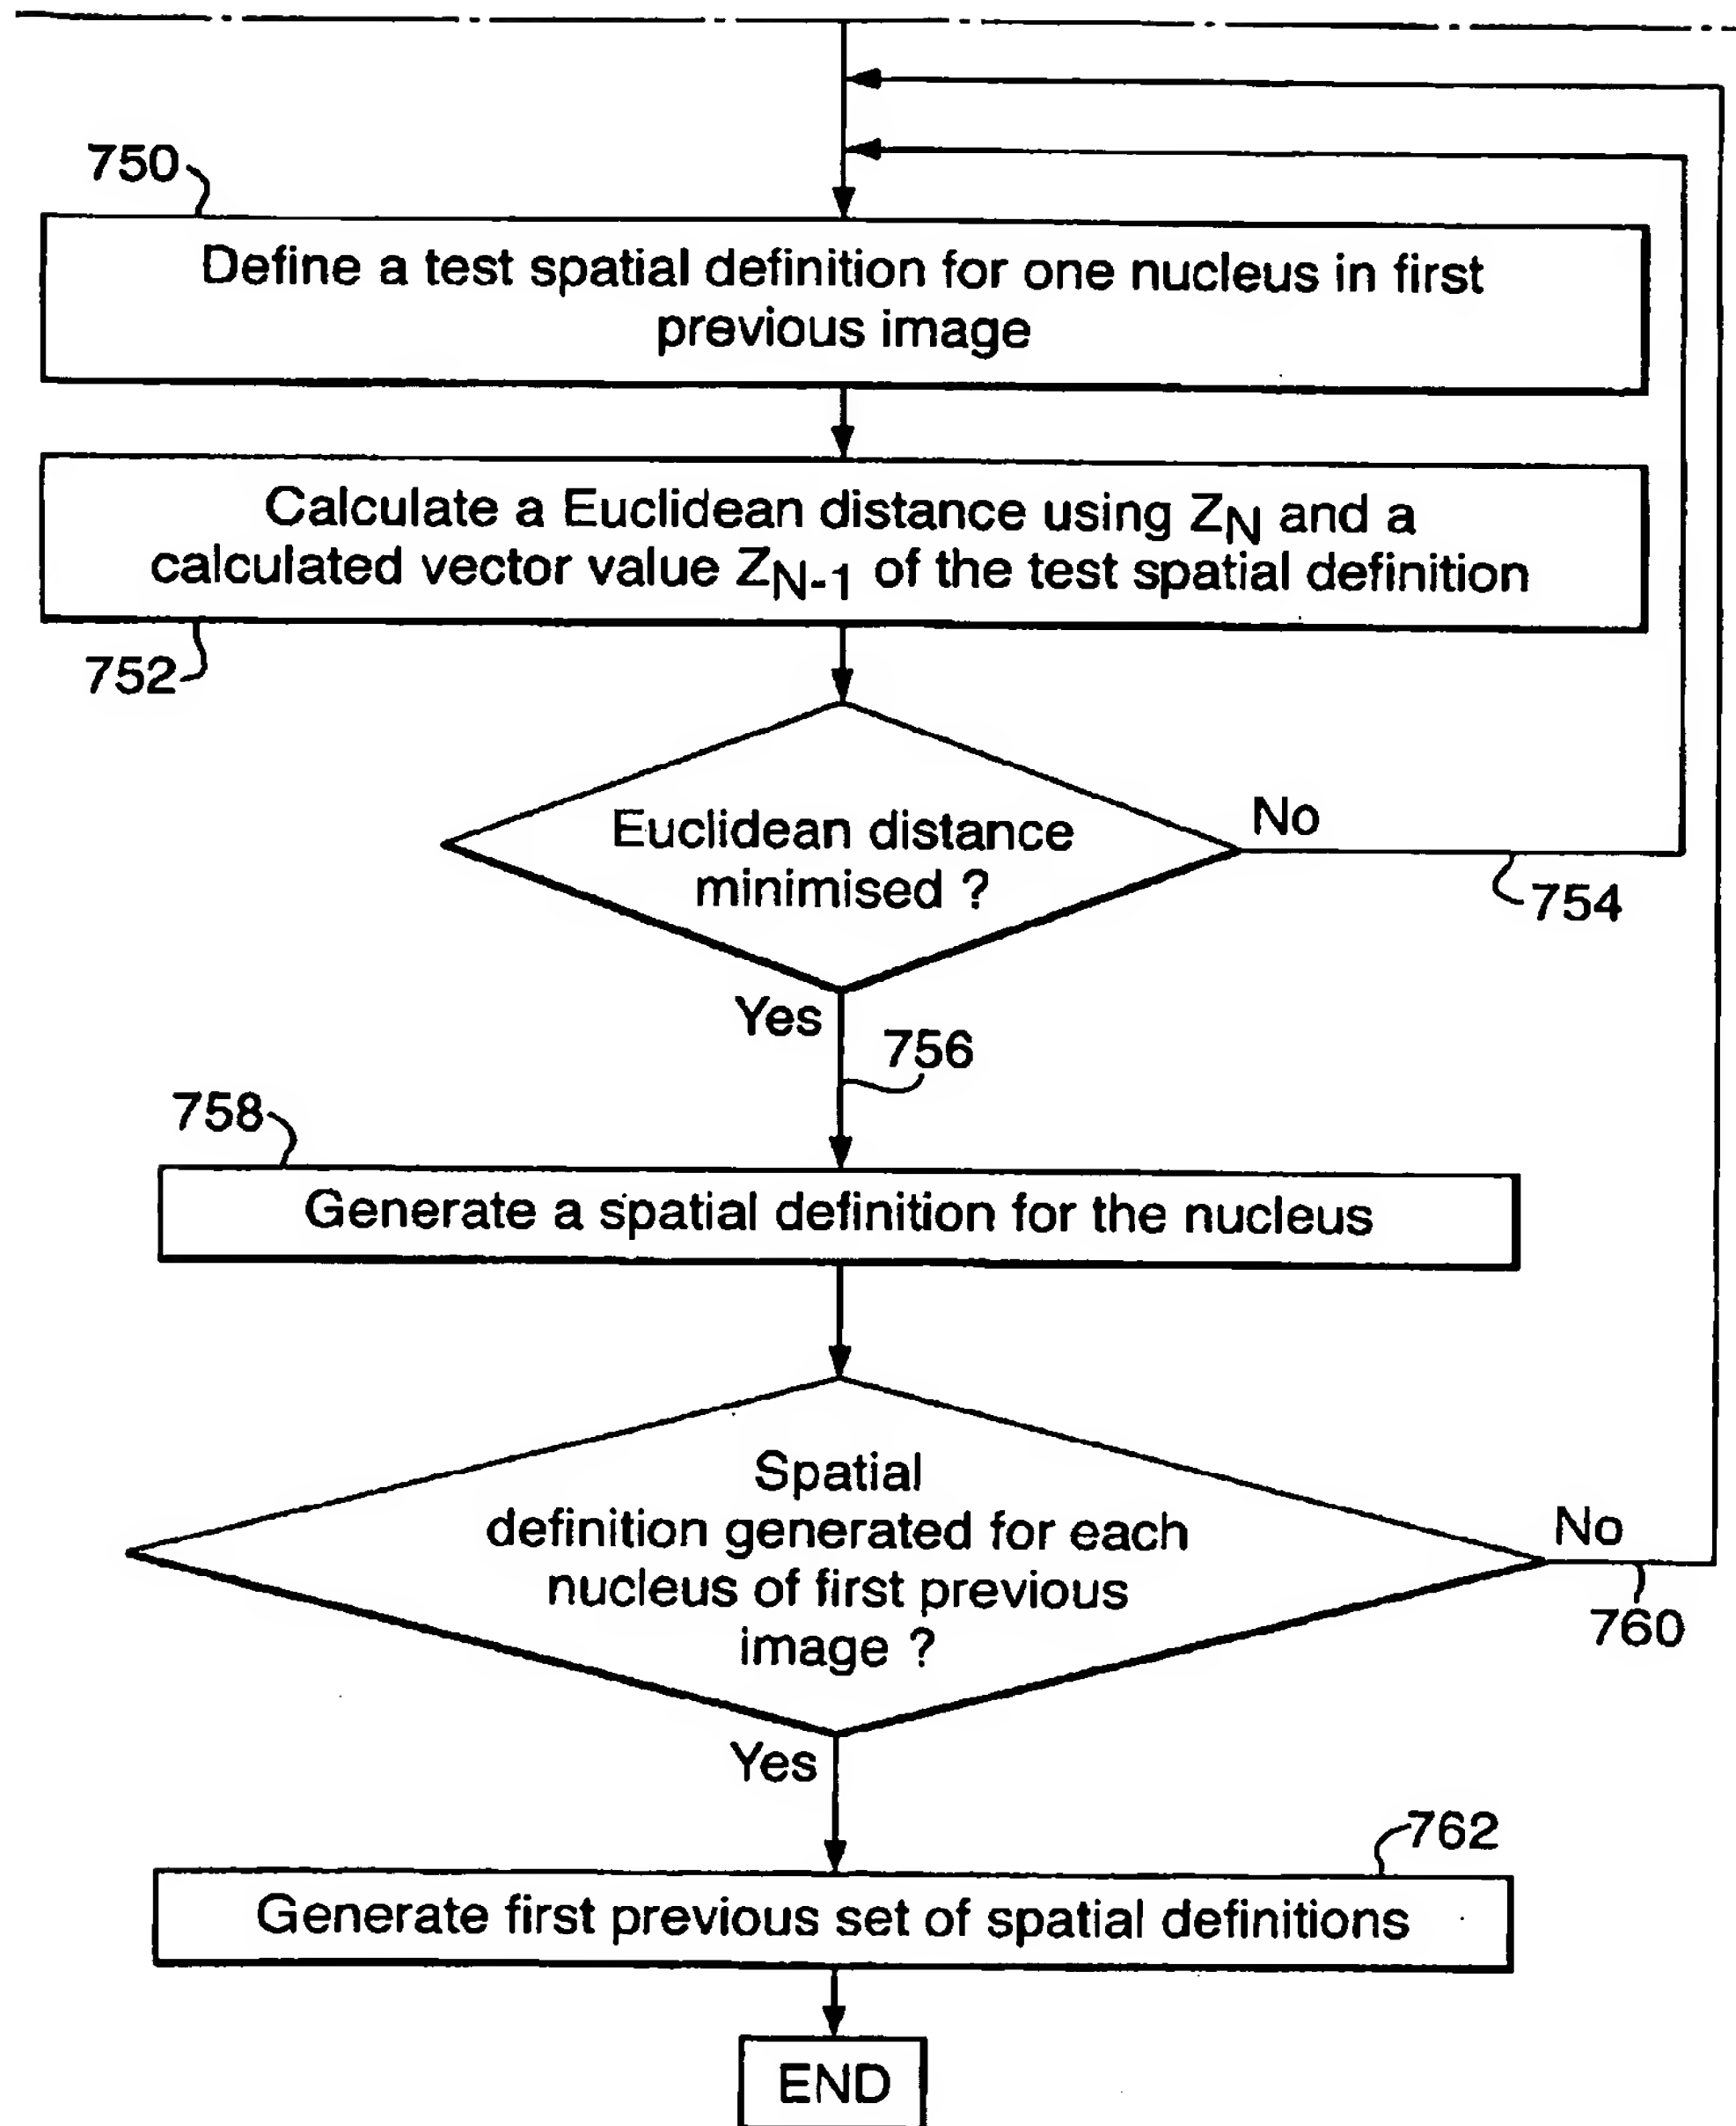 750
Define a test spatial definition for one nucleus in first
previous image
Calculate a Euclidean distance using ZN and a
calculated vector value ZN-1 of the test spatial definition
752
Euclidean distance
minimised ?
No
754
Yes
756
758
Generate a spatial definition for the nucleus
Spatial
definition generated for each
nucleus of first previous
image ?
No
760
Yes
762
Generate first previous set of spatial definitions
END